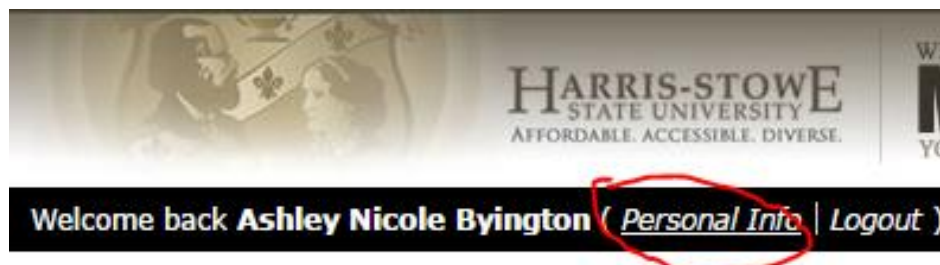 HARRIS-STOWE
STATE UNIVERSITY
AFFORDABLE. ACCESSIBLE. DIVERSE.
Welcome back Ashley Nicole Byington ( Personal Info | Logout )